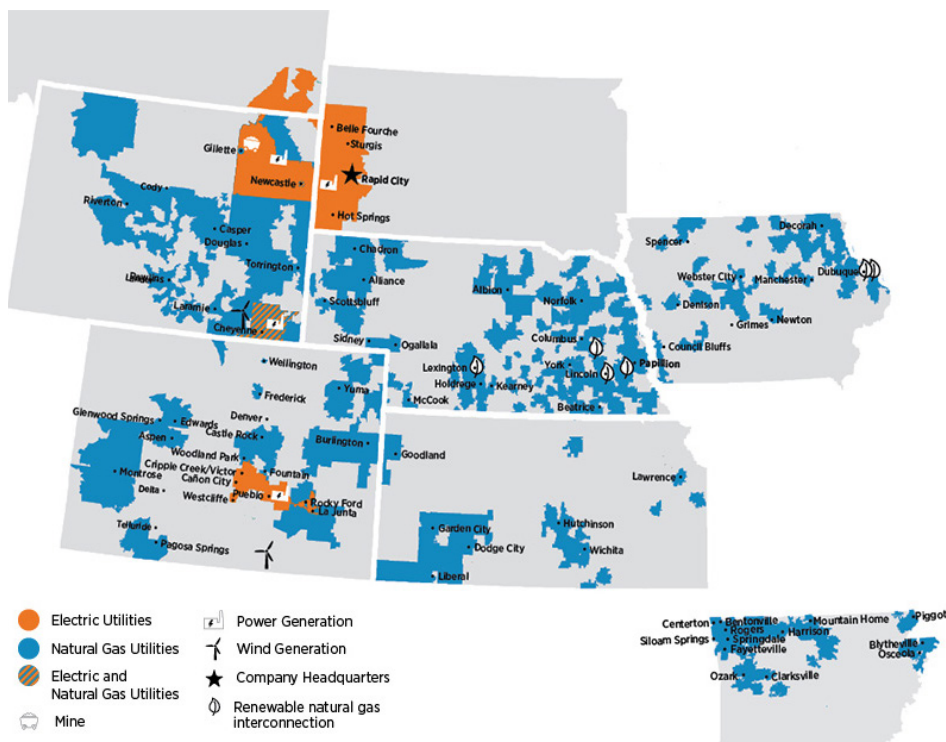 Belle Fourche
Sturgis
Gillette
Newcastle
Rapid City
Hot Springs
Cody
Riverton
Casper
Douglas
Torrington
Laramie
Cheyenne
Chadron
Alliance
Scottsbluff
Sidney
Ogallala
Albion
Norfolk
Columbus
Lexington
York
Lincoln
Papillion
Holdrege
Kearney
McCook
Beatrice
Spencer
Decorah
Webster City
Manchester
Dubuque
Denison
Newton
Grimes
Council Bluffs
Wellington
Frederick
Yuma
Denver
Glenwood Springs
Edwards
Aspen
Castle Rock
Burlington
Woodland Park
Cripple Creek/Victor
Fountain
Montrose
Cañon City
Delta
Pueblo
Westcliffe
Rocky Ford
La Junta
Telluride
Pagosa Springs
Goodland
Lawrence
Garden City
Hutchinson
Dodge City
Wichita
Liberal
Centerton
Bentonville
Mountain Home
Piggot
Rogers
Harrison
Siloam Springs
Springdale
Fayetteville
Blytheville
Osceola
Ozark
Clarksville
Electric Utilities
Natural Gas Utilities
Electric and
Natural Gas Utilities
Mine
Power Generation
Wind Generation
Company Headquarters
Renewable natural gas
interconnection